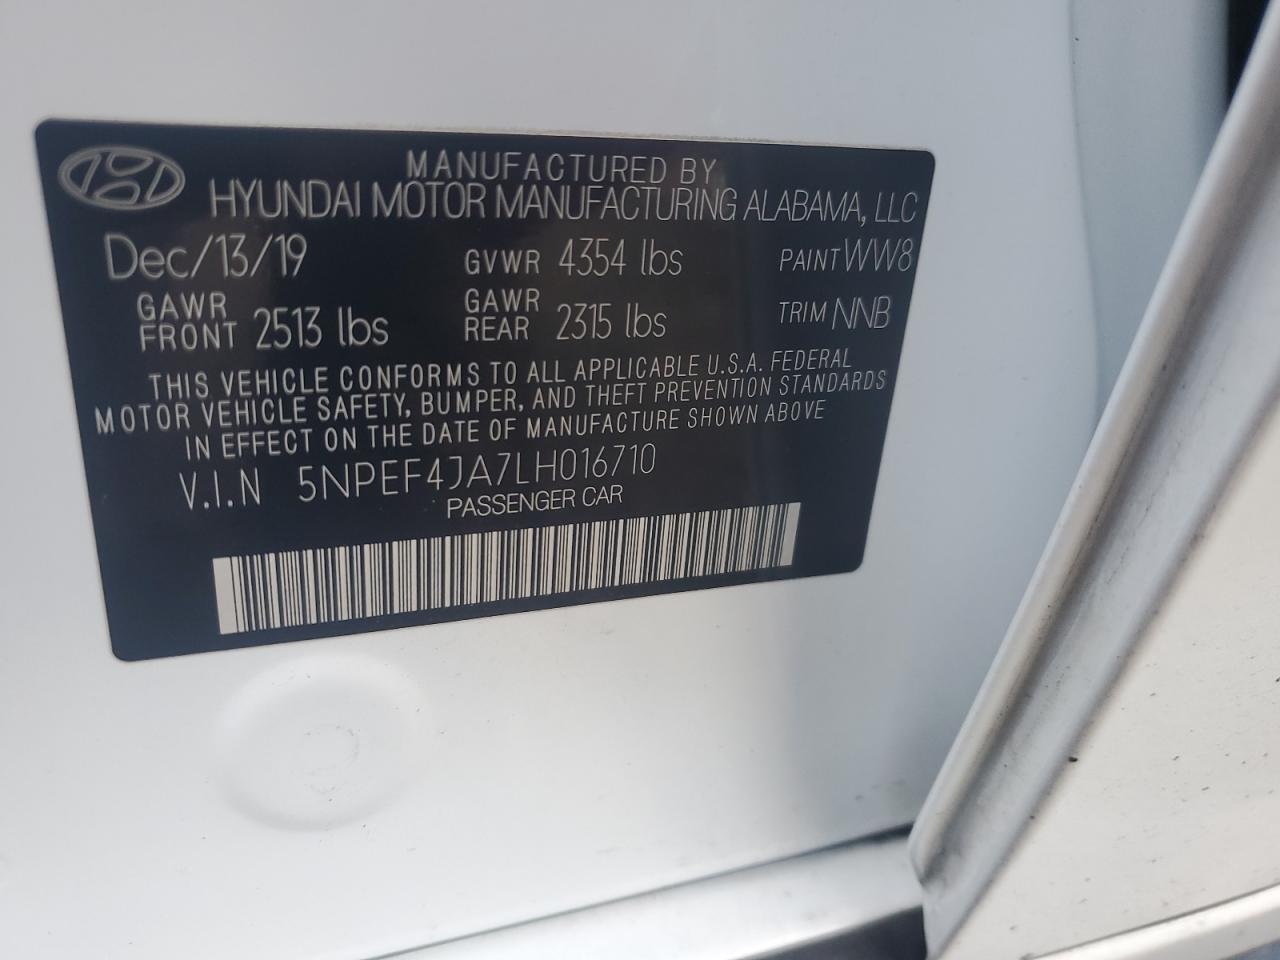 MANUFACTURED BY
HYUNDAI MOTOR MANUFACTURING ALABAMA, LLC
Dec/13/19 GVWR 4354 lbs PAINT WW8
GAWR FRONT 2513 lbs GAWR REAR 2315 lbs TRIM NNB
THIS VEHICLE CONFORMS TO ALL APPLICABLE U.S.A. FEDERAL
MOTOR VEHICLE SAFETY, BUMPER, AND THEFT PREVENTION STANDARDS
IN EFFECT ON THE DATE OF MANUFACTURE SHOWN ABOVE
V.I.N 5NPEF4JA7LH016710
PASSENGER CAR